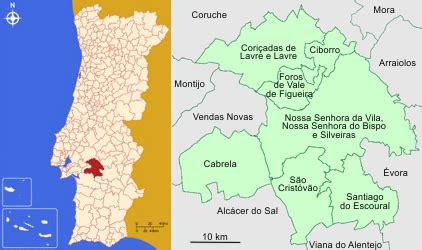 N
Coruche
Mora
Coriçadas de
Lavre e Lavre
Ciborro
Arraiolos
Montijo
Foros
de Vale
de Figueira
Vendas Novas
Nossa Senhora da Vila,
Nossa Senhora do Bispo
e Silveiras
Cabrela
Évora
São
Cristóvão
Santiago
do Escoural
Alcácer do Sal
10 km
Viana do Alentejo